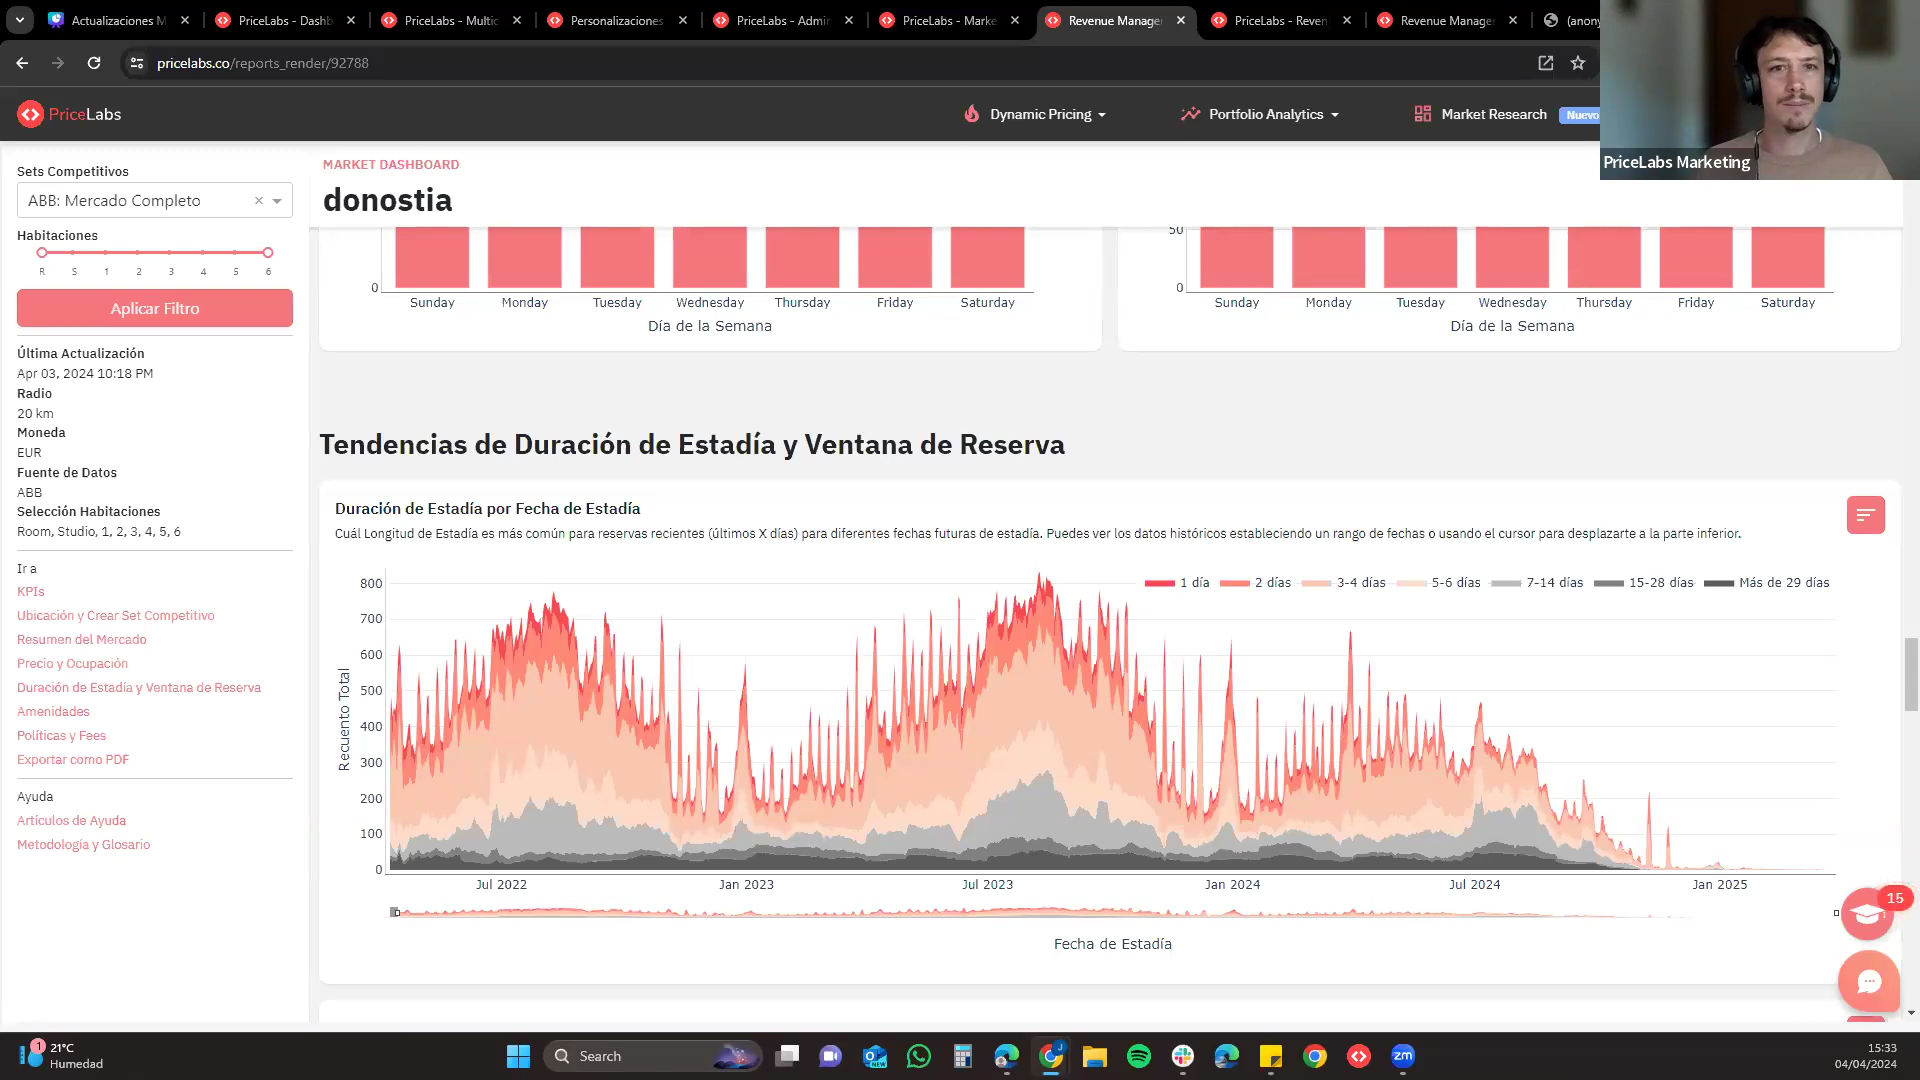 Actualizaciones M
PriceLabs - Dashb
PriceLabs - Multic
Personalizaciones
PriceLabs - Admin
PriceLabs - Marke
Revenue Manager
PriceLabs - Reven
Revenue Manager
(anony
pricelabs.co/reports_render/92788
PriceLabs
Dynamic Pricing
Portfolio Analytics
Market Research
Nuevo
PriceLabs Marketing
Sets Competitivos
ABB: Mercado Completo
Habitaciones
R S 1 2 3 4 5 6
Aplicar Filtro
Última Actualización
Apr 03, 2024 10:18 PM
Radio
20 km
Moneda
EUR
Fuente de Datos
ABB
Selección Habitaciones
Room, Studio, 1, 2, 3, 4, 5, 6
Ir a
KPIs
Ubicación y Crear Set Competitivo
Resumen del Mercado
Precio y Ocupación
Duración de Estadía y Ventana de Reserva
Amenidades
Políticas y Fees
Exportar como PDF
Ayuda
Artículos de Ayuda
Metodología y Glosario
MARKET DASHBOARD
donostia
0
Sunday Monday Tuesday Wednesday Thursday Friday Saturday
Día de la Semana
50
0
Sunday Monday Tuesday Wednesday Thursday Friday Saturday
Día de la Semana
Tendencias de Duración de Estadía y Ventana de Reserva
Duración de Estadía por Fecha de Estadía
Cuál Longitud de Estadía es más común para reservas recientes (últimos X días) para diferentes fechas futuras de estadía. Puedes ver los datos históricos estableciendo un rango de fechas o usando el cursor para desplazarte a la parte inferior.
1 día 2 días 3-4 días 5-6 días 7-14 días 15-28 días Más de 29 días
Recuento Total
800
700
600
500
400
300
200
100
0
Jul 2022 Jan 2023 Jul 2023 Jan 2024 Jul 2024 Jan 2025
Fecha de Estadía
15
1
21°C
Humedad
Search
NEW
J
zm
15:33
04/04/2024